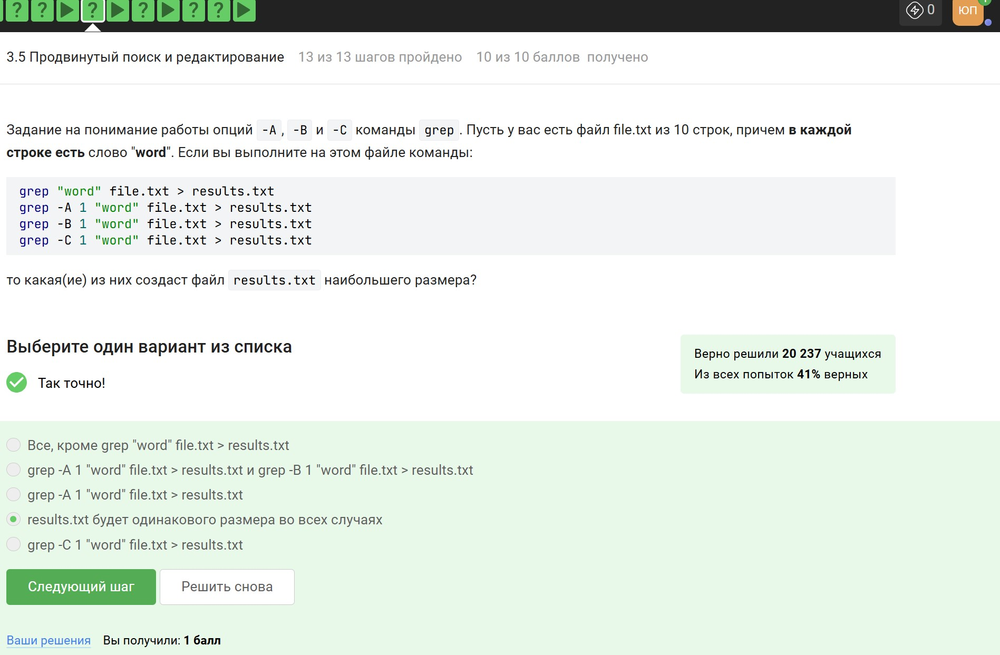 ? ? ? ? ? ?
0
ЮП
3.5 Продвинутый поиск и редактирование 13 из 13 шагов пройдено 10 из 10 баллов получено
Задание на понимание работы опций -A, -B и -C команды grep. Пусть у вас есть файл file.txt из 10 строк, причем в каждой
строке есть слово "word". Если вы выполните на этом файле команды:
grep "word" file.txt > results.txt
grep -A 1 "word" file.txt > results.txt
grep -B 1 "word" file.txt > results.txt
grep -C 1 "word" file.txt > results.txt
то какая(ие) из них создаст файл results.txt наибольшего размера?
Выберите один вариант из списка
Так точно!
Верно решили 20 237 учащихся
Из всех попыток 41% верных
Все, кроме grep "word" file.txt > results.txt
grep -A 1 "word" file.txt > results.txt и grep -B 1 "word" file.txt > results.txt
grep -A 1 "word" file.txt > results.txt
results.txt будет одинакового размера во всех случаях
grep -C 1 "word" file.txt > results.txt
Следующий шаг
Решить снова
Ваши решения Вы получили: 1 балл